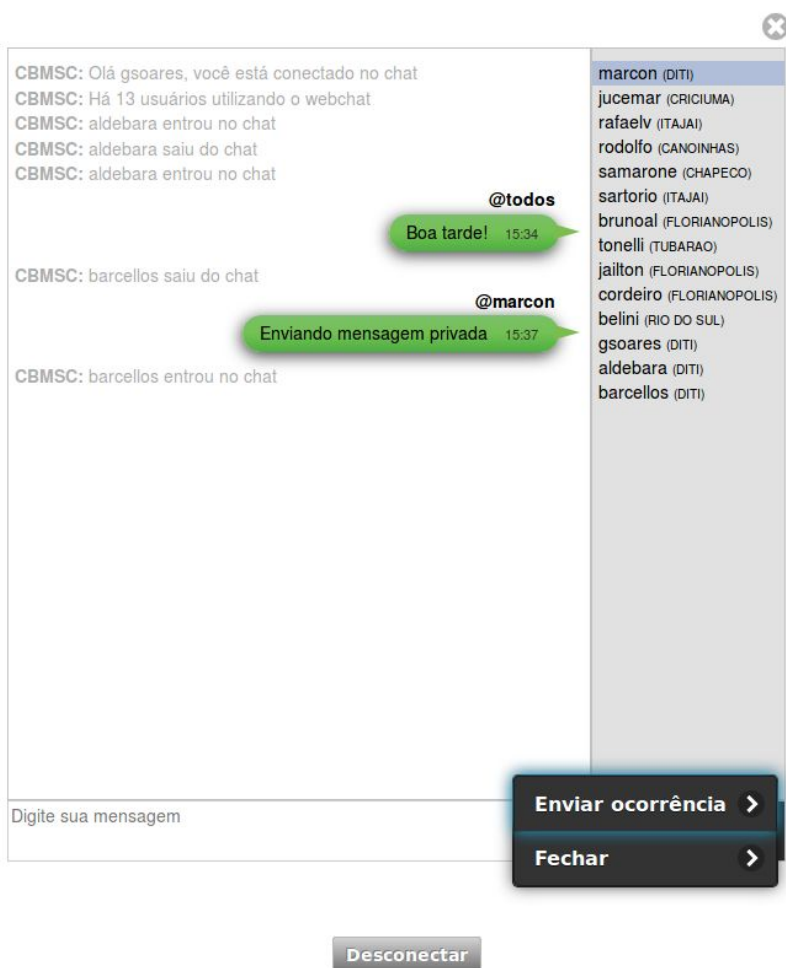 CBMSC: Olá gsoares, você está conectado no chat
CBMSC: Há 13 usuários utilizando o webchat
CBMSC: aldebara entrou no chat
CBMSC: aldebara saiu do chat
CBMSC: aldebara entrou no chat
@todos
Boa tarde! 15:34
CBMSC: barcellos saiu do chat
@marcon
Enviando mensagem privada 15:37
CBMSC: barcellos entrou no chat
marcon (DITI)
jucemar (CRICIUMA)
rafaelv (ITAJAI)
rodolfo (CANOINHAS)
samarone (CHAPECO)
sartorio (ITAJAI)
brunoal (FLORIANOPOLIS)
tonelli (TUBARAO)
jailton (FLORIANOPOLIS)
cordeiro (FLORIANOPOLIS)
belini (RIO DO SUL)
gsoares (DITI)
aldebara (DITI)
barcellos (DITI)
Digite sua mensagem
Enviar ocorrência
Fechar
Desconectar